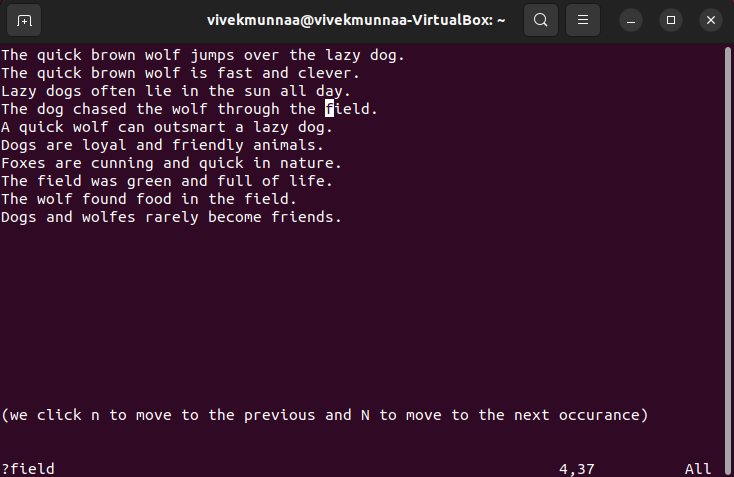 vivekmunnaa@vivekmunnaa-VirtualBox: ~
The quick brown wolf jumps over the lazy dog.
The quick brown wolf is fast and clever.
Lazy dogs often lie in the sun all day.
The dog chased the wolf through the field.
A quick wolf can outsmart a lazy dog.
Dogs are loyal and friendly animals.
Foxes are cunning and quick in nature.
The field was green and full of life.
The wolf found food in the field.
Dogs and wolfes rarely become friends.
(we click n to move to the previous and N to move to the next occurance)
?field 4,37 All